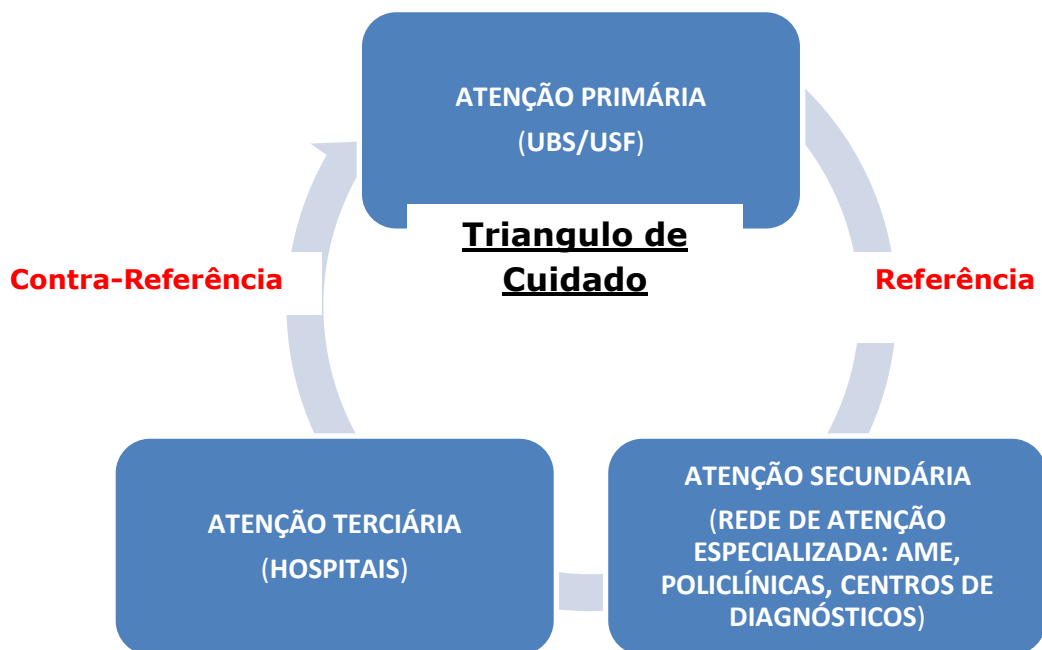 ATENÇÃO PRIMÁRIA
(UBS/USF)
Triangulo de
Cuidado
Contra-Referência
Referência
ATENÇÃO TERCIÁRIA
(HOSPITAIS)
ATENÇÃO SECUNDÁRIA
(REDE DE ATENÇÃO
ESPECIALIZADA: AME,
POLICLÍNICAS, CENTROS DE
DIAGNÓSTICOS)